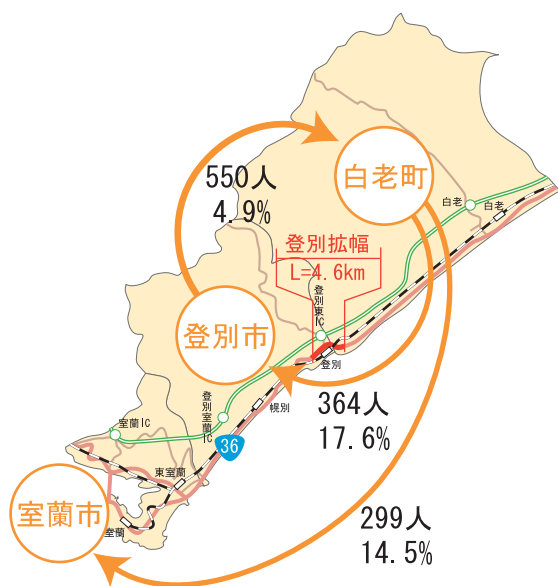 550人
4.9%
白老町
白老
白老
登別拡幅
L=4.6km
登別東IC
登別市
登別
登別室蘭IC
幌別
364人
17.6%
室蘭IC
36
東室蘭
室蘭市
室蘭
299人
14.5%